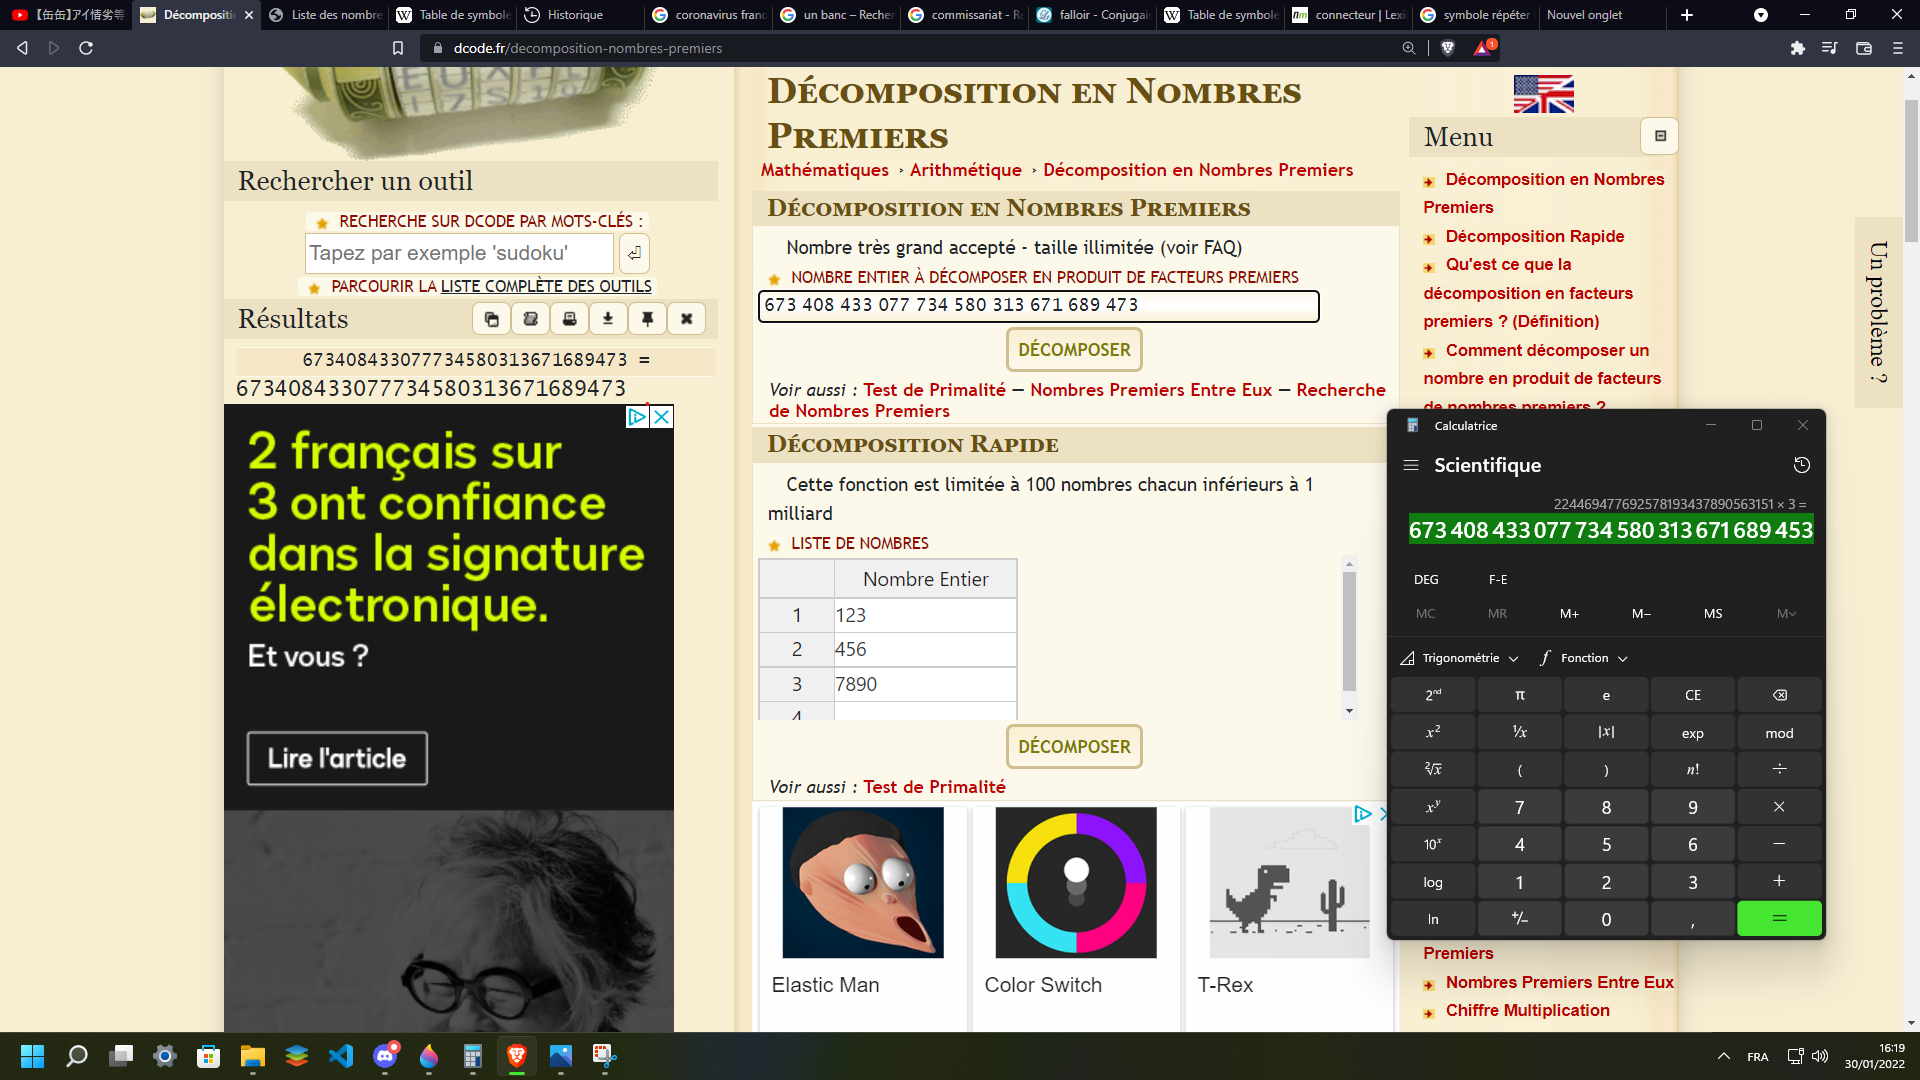 【缶缶】アイ情劣等
Décompositi
Liste des nombre
Table de symbole
Historique
coronavirus franc
un banc – Recher
commissariat - Re
falloir - Conjugais
Table de symbole
connecteur | Lexi
symbole répéter
Nouvel onglet
dcode.fr/decomposition-nombres-premiers
1
Rechercher un outil
RECHERCHE SUR DCODE PAR MOTS-CLÉS :
Tapez par exemple 'sudoku'
PARCOURIR LA LISTE COMPLÈTE DES OUTILS
Résultats
673408433077734580313671689473 =
673408433077734580313671689473
2 français sur
3 ont confiance
dans la signature
électronique.
Et vous ?
Lire l'article
Décomposition en Nombres
Premiers
Mathématiques › Arithmétique › Décomposition en Nombres Premiers
Décomposition en Nombres Premiers
Nombre très grand accepté - taille illimitée (voir FAQ)
NOMBRE ENTIER À DÉCOMPOSER EN PRODUIT DE FACTEURS PREMIERS
673 408 433 077 734 580 313 671 689 473
DÉCOMPOSER
Voir aussi : Test de Primalité — Nombres Premiers Entre Eux — Recherche
de Nombres Premiers
Décomposition Rapide
Cette fonction est limitée à 100 nombres chacun inférieurs à 1
milliard
LISTE DE NOMBRES
Nombre Entier
1 123
2 456
3 7890
4
DÉCOMPOSER
Voir aussi : Test de Primalité
Elastic Man
Color Switch
T-Rex
Menu
Décomposition en Nombres
Premiers
Décomposition Rapide
Qu'est ce que la
décomposition en facteurs
premiers ? (Définition)
Comment décomposer un
nombre en produit de facteurs
de nombres premiers ?
Premiers
Nombres Premiers Entre Eux
Chiffre Multiplication
Un problème ?
Calculatrice
Scientifique
224469477692578193437890563151 × 3 =
673 408 433 077 734 580 313 671 689 453
DEG F-E
MC MR M+ M− MS M˅
Trigonométrie Fonction
2ⁿᵈ π e CE
x² ¹/x |x| exp mod
²√x ( ) n! ÷
xʸ 7 8 9 ×
10ˣ 4 5 6 −
log 1 2 3 +
ln +/− 0 , =
FRA
16:19
30/01/2022